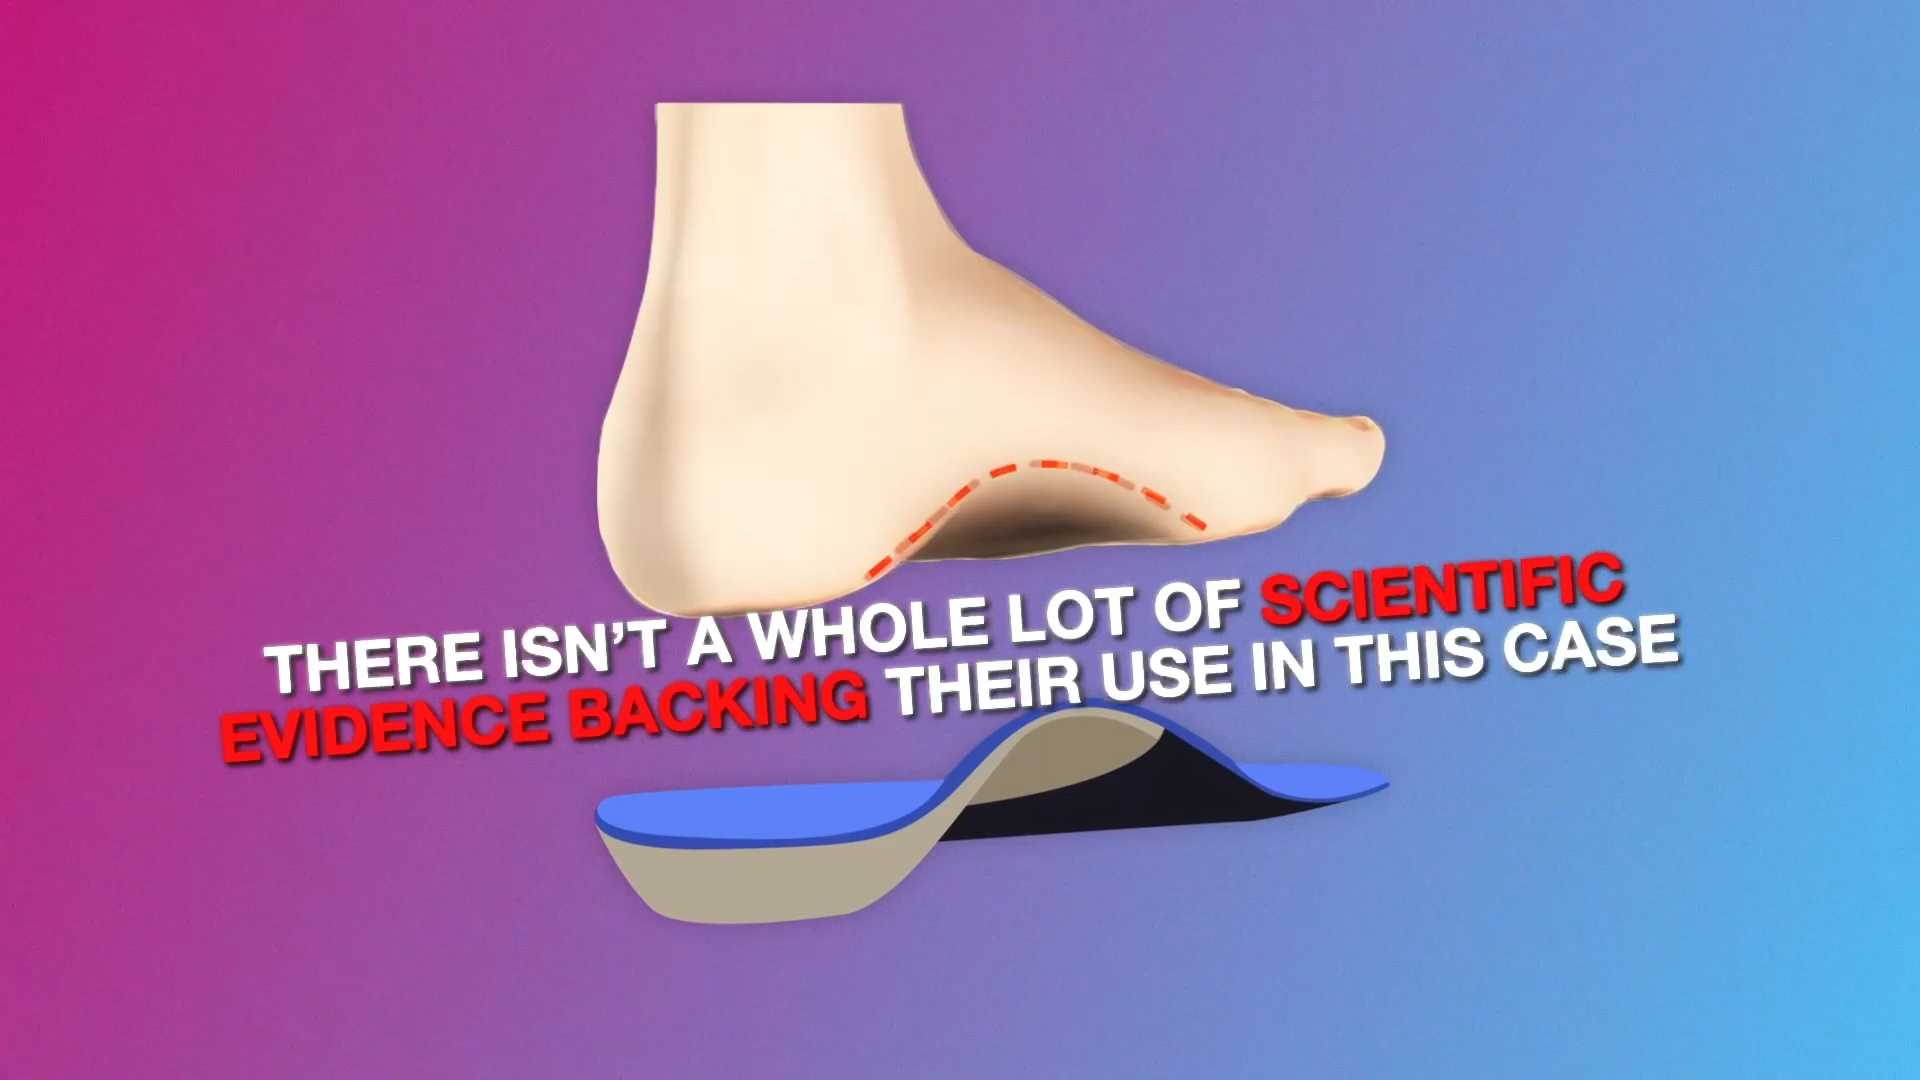 THERE ISN’T A WHOLE LOT OF SCIENTIFIC
EVIDENCE BACKING THEIR USE IN THIS CASE